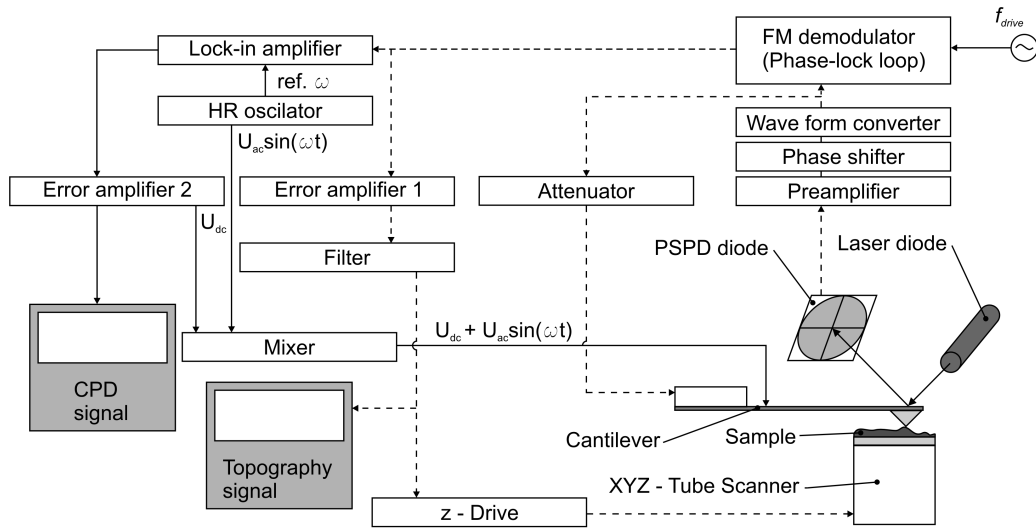 f_drive
Lock-in amplifier
FM demodulator
(Phase-lock loop)
ref. ω
HR oscilator
U_ac sin(ωt)
Wave form converter
Phase shifter
Error amplifier 2
Error amplifier 1
Attenuator
Preamplifier
U_dc
PSPD diode
Laser diode
Filter
U_dc + U_ac sin(ωt)
Mixer
CPD
signal
Cantilever
Sample
Topography
signal
XYZ - Tube Scanner
z - Drive